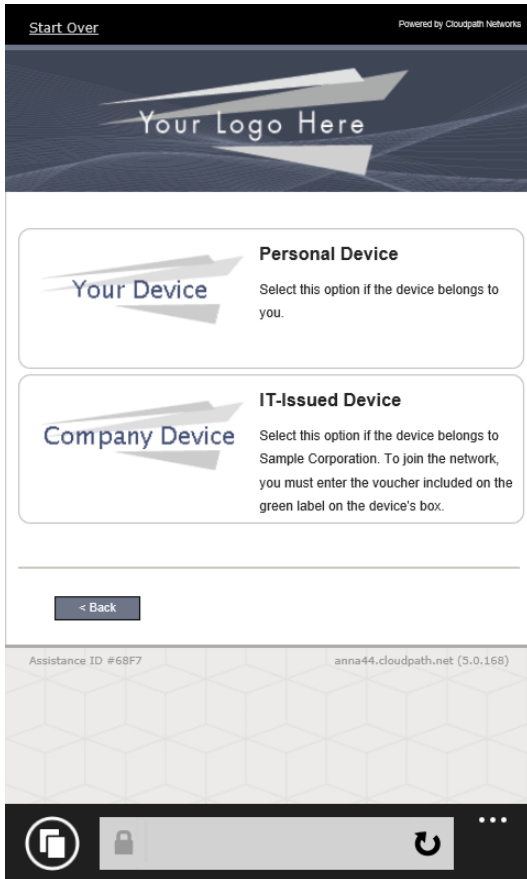 Start Over
Powered by Cloudpath Networks
Your Logo Here
Your Device
Personal Device
Select this option if the device belongs to
you.
Company Device
IT-Issued Device
Select this option if the device belongs to
Sample Corporation. To join the network,
you must enter the voucher included on the
green label on the device's box.
< Back
Assistance ID #68F7
anna44.cloudpath.net (5.0.168)